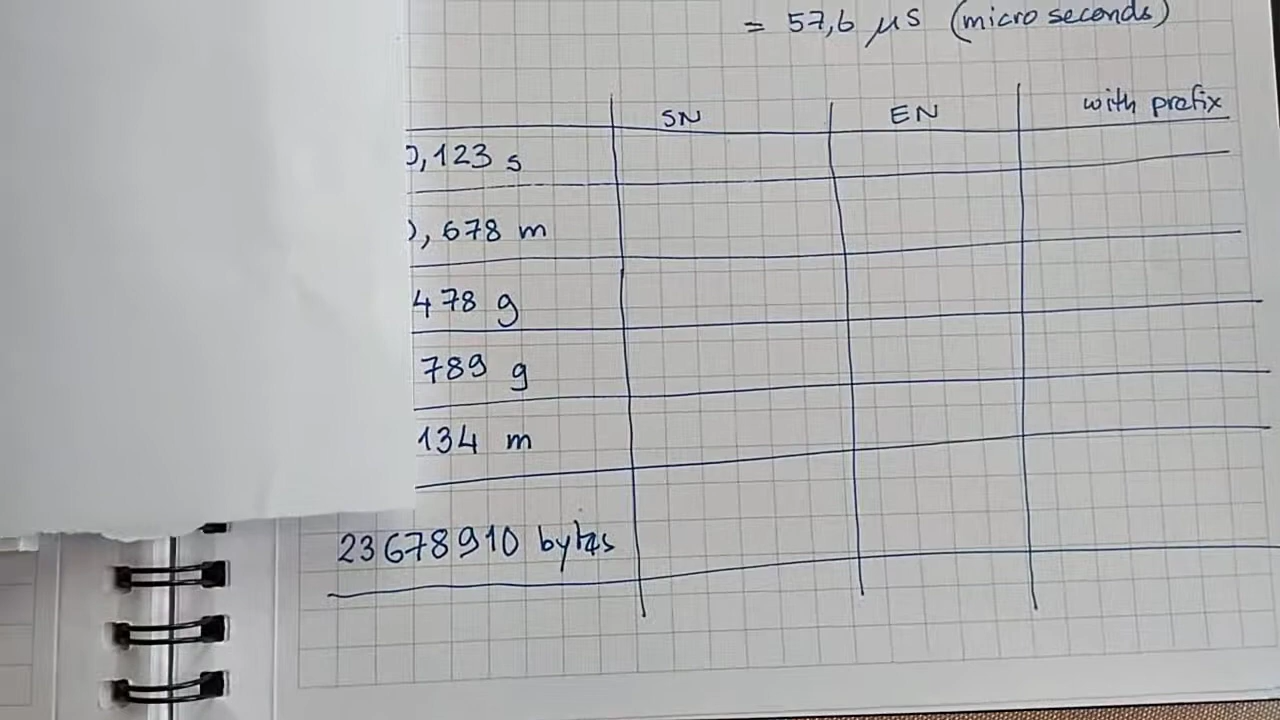 = 57,6 µs (micro seconds)
SN EN with prefix
,123 s
, 678 m
478 g
789 g
134 m
23678910 bytes